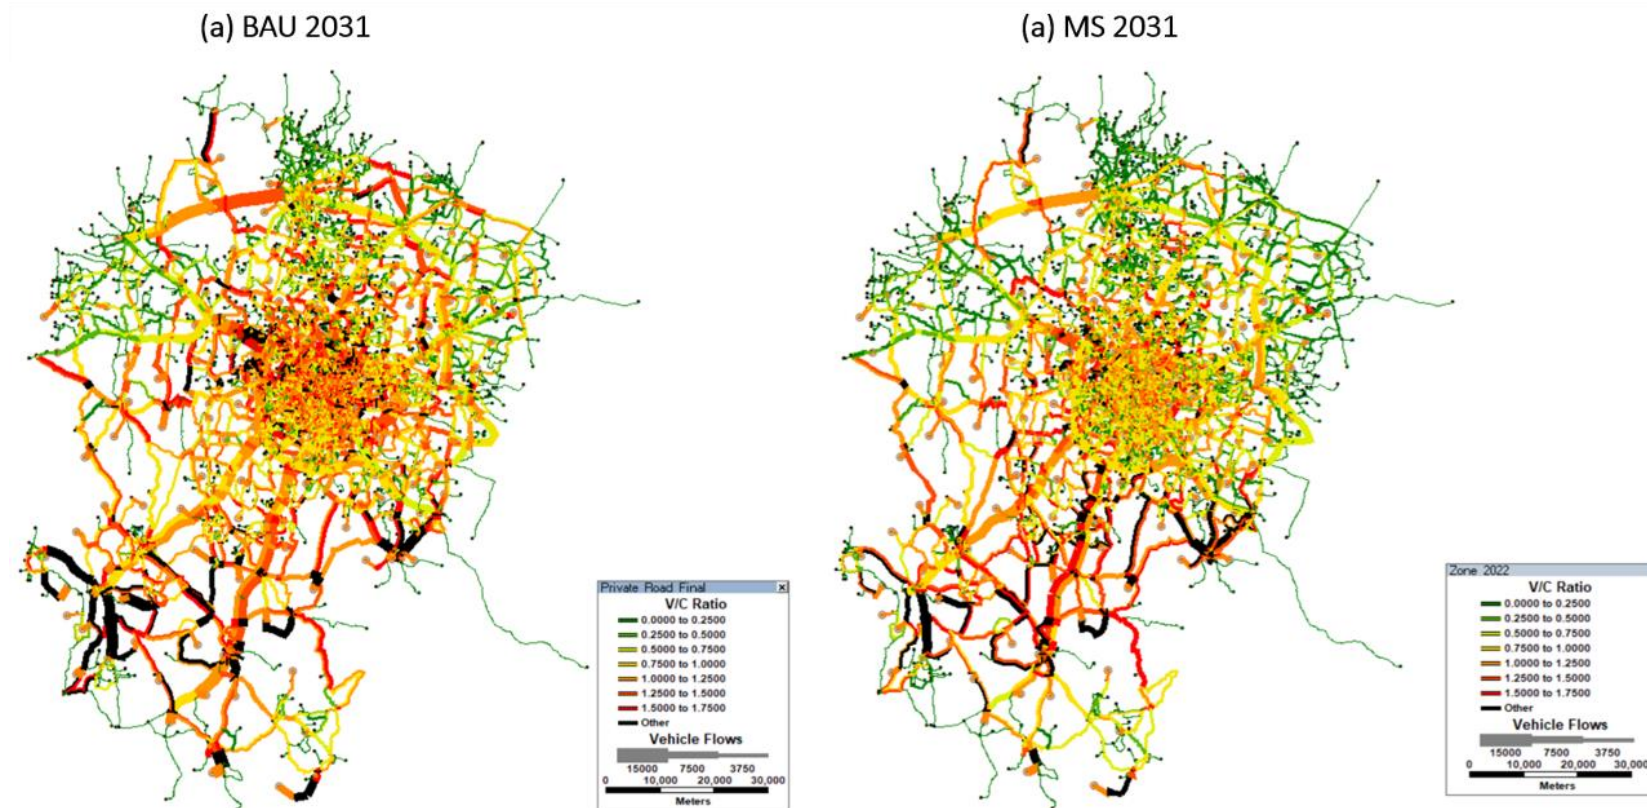 (a) BAU 2031
(a) MS 2031
Private Road Final
V/C Ratio
0.0000 to 0.2500
0.2500 to 0.5000
0.5000 to 0.7500
0.7500 to 1.0000
1.0000 to 1.2500
1.2500 to 1.5000
1.5000 to 1.7500
Other
Vehicle Flows
15000 7500 3750
0 10,000 20,000 30,000
Meters
Zone 2022
V/C Ratio
0.0000 to 0.2500
0.2500 to 0.5000
0.5000 to 0.7500
0.7500 to 1.0000
1.0000 to 1.2500
1.2500 to 1.5000
1.5000 to 1.7500
Other
Vehicle Flows
15000 7500 3750
0 10,000 20,000 30,000
Meters